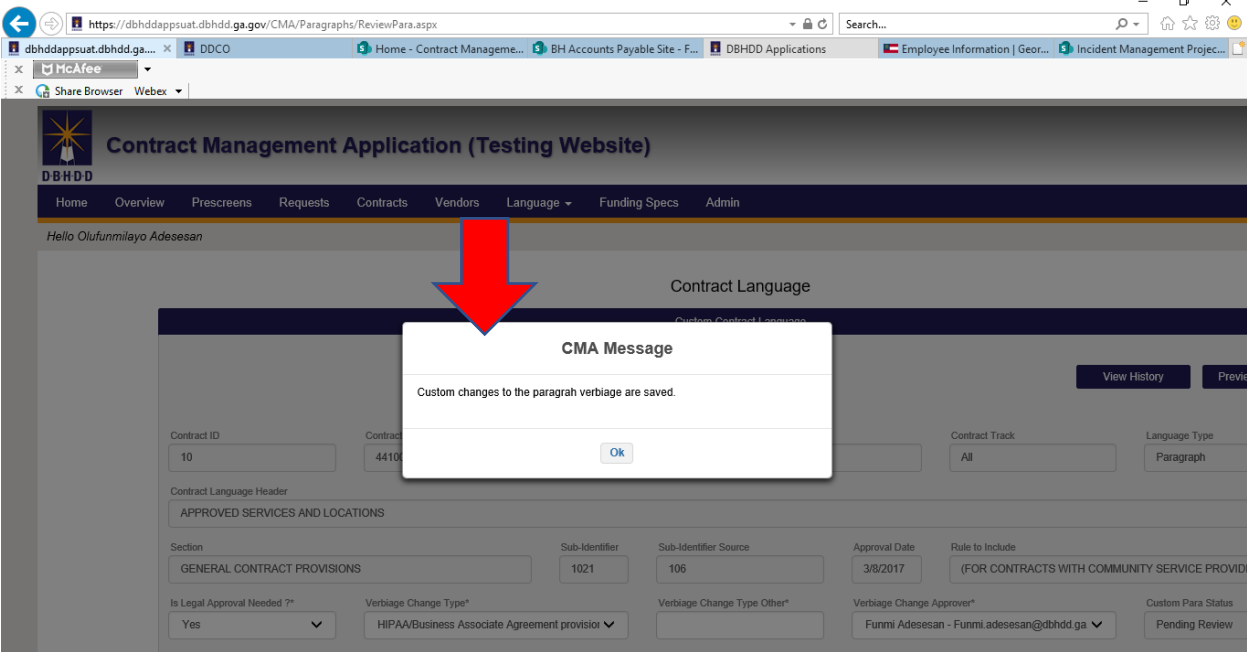 https://dbhddappsuat.dbhdd.ga.gov/CMA/Paragraphs/ReviewPara.aspx Search...
dbhddappsuat.dbhdd.ga.... DDCO Home - Contract Manageme... BH Accounts Payable Site - F... DBHDD Applications Employee Information | Geor... Incident Management Projec...
x McAfee
x Share Browser Webex
Contract Management Application (Testing Website)
D·B·H·D·D
Home Overview Prescreens Requests Contracts Vendors Language Funding Specs Admin
Hello Olufunmilayo Adesesan
Contract Language
Custom Contract Language
CMA Message
View History Previe
Custom changes to the paragrah verbiage are saved.
Contract ID Contract Contract Track Language Type
10 44100 All Paragraph
Ok
Contract Language Header
APPROVED SERVICES AND LOCATIONS
Section Sub-Identifier Sub-Identifier Source Approval Date Rule to Include
GENERAL CONTRACT PROVISIONS 1021 106 3/8/2017 (FOR CONTRACTS WITH COMMUNITY SERVICE PROVID
Is Legal Approval Needed ?* Verbiage Change Type* Verbiage Change Type Other* Verbiage Change Approver* Custom Para Status
Yes HIPAA/Business Associate Agreement provision Funmi Adesesan - Funmi.adesesan@dbhdd.ga Pending Review